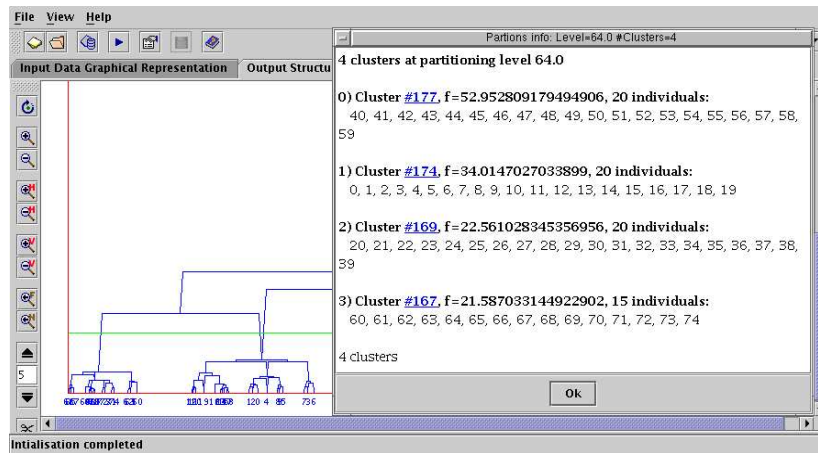 File View Help
Partions info: Level=64.0 #Clusters=4
Input Data Graphical Representation
Output Structu
4 clusters at partitioning level 64.0
0) Cluster #177, f=52.952809179494906, 20 individuals:
40, 41, 42, 43, 44, 45, 46, 47, 48, 49, 50, 51, 52, 53, 54, 55, 56, 57, 58,
59
1) Cluster #174, f=34.0147027033899, 20 individuals:
0, 1, 2, 3, 4, 5, 6, 7, 8, 9, 10, 11, 12, 13, 14, 15, 16, 17, 18, 19
2) Cluster #169, f=22.561028345356956, 20 individuals:
20, 21, 22, 23, 24, 25, 26, 27, 28, 29, 30, 31, 32, 33, 34, 35, 36, 37, 38,
39
3) Cluster #167, f=21.587033144922902, 15 individuals:
60, 61, 62, 63, 64, 65, 66, 67, 68, 69, 70, 71, 72, 73, 74
4 clusters
Ok
5
120 4
736
Intialisation completed